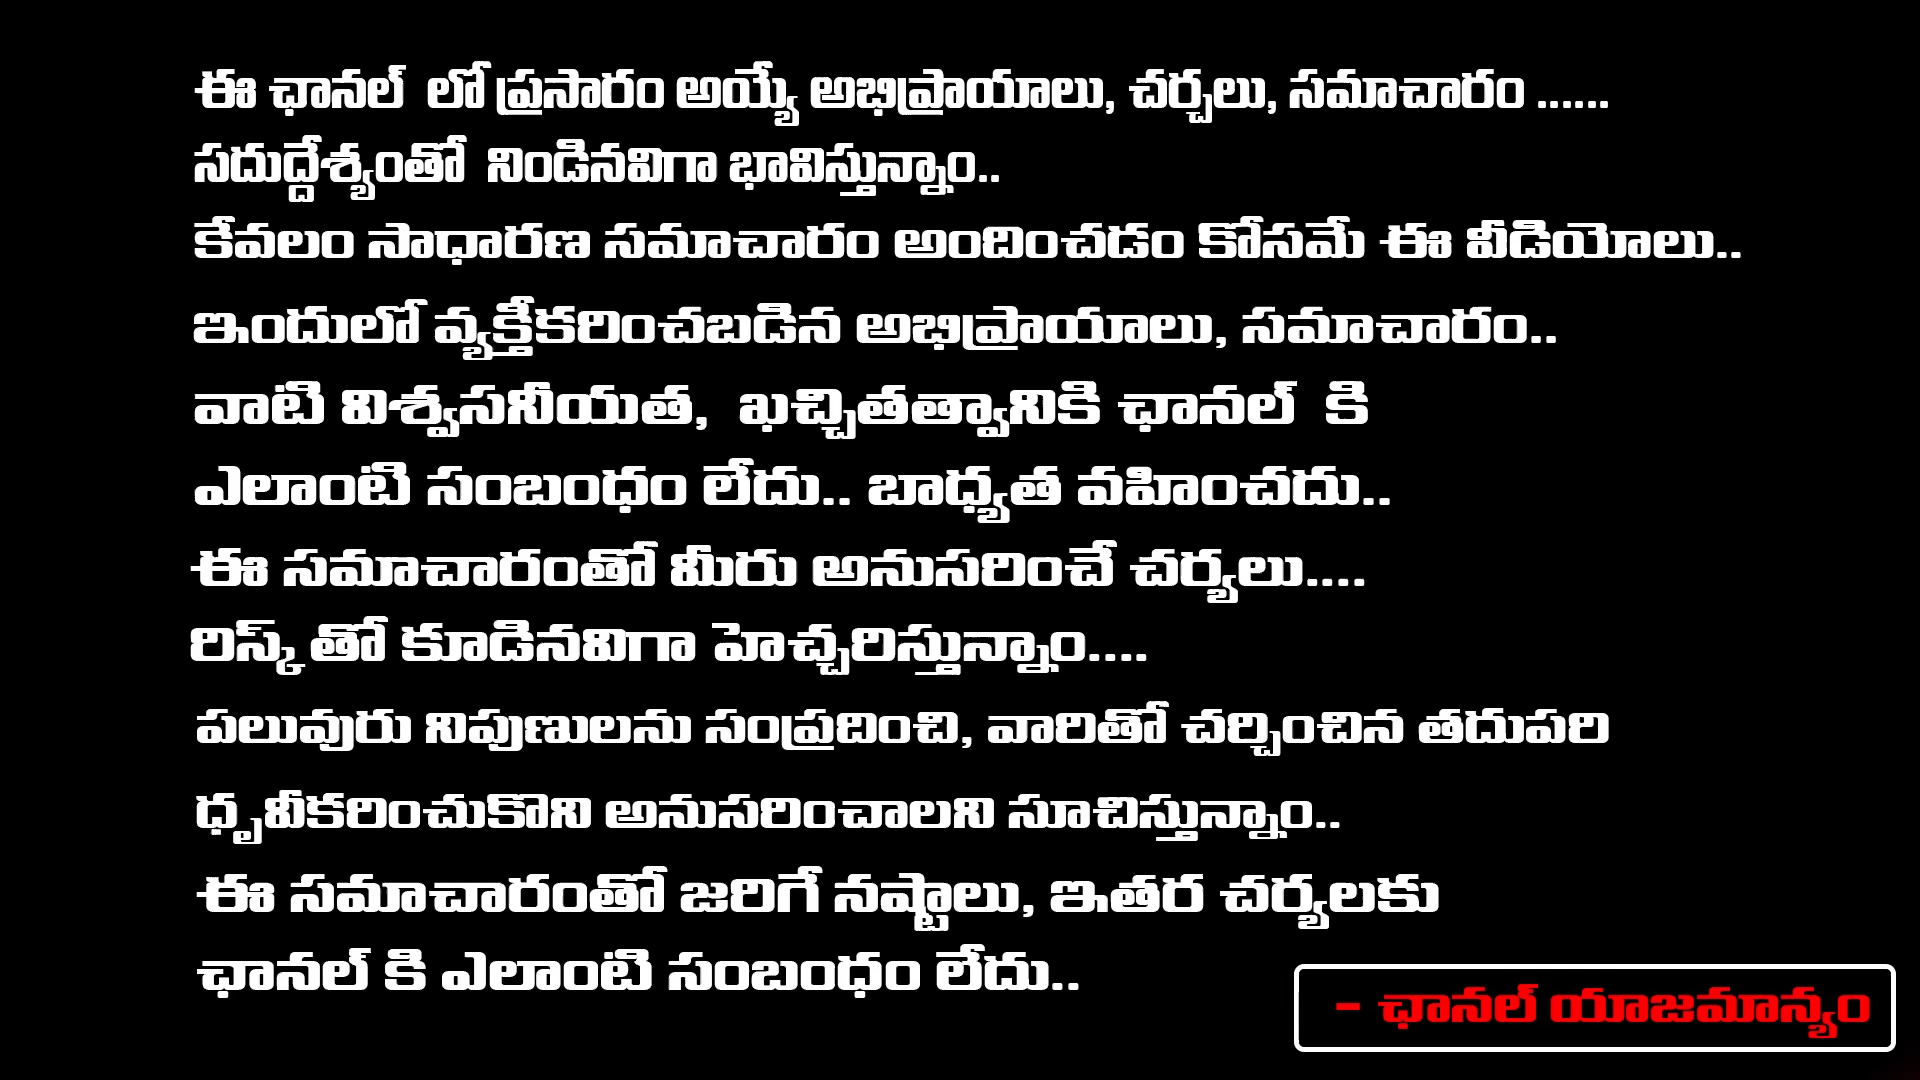 ఈ ఛానల్ లో ప్రసారం అయ్యే అభిప్రాయాలు, చర్చలు, సమాచారం ......
సదుద్దేశ్యంతో నిండినవిగా భావిస్తున్నాం..
కేవలం సాధారణ సమాచారం అందించడం కోసమే ఈ వీడియోలు..
ఇందులో వ్యక్తీకరించబడిన అభిప్రాయాలు, సమాచారం..
వాటి విశ్వసనీయత, ఖచ్చితత్వానికి ఛానల్ కి
ఎలాంటి సంబంధం లేదు.. బాధ్యత వహించదు..
ఈ సమాచారంతో మీరు అనుసరించే చర్యలు....
రిస్క్ తో కూడినవిగా హెచ్చరిస్తున్నాం....
పలువురు నిపుణులను సంప్రదించి, వారితో చర్చించిన తదుపరి
ధృవీకరించుకొని అనుసరించాలని సూచిస్తున్నాం..
ఈ సమాచారంతో జరిగే నష్టాలు, ఇతర చర్యలకు
ఛానల్ కి ఎలాంటి సంబంధం లేదు..
- ఛానల్ యాజమాన్యం